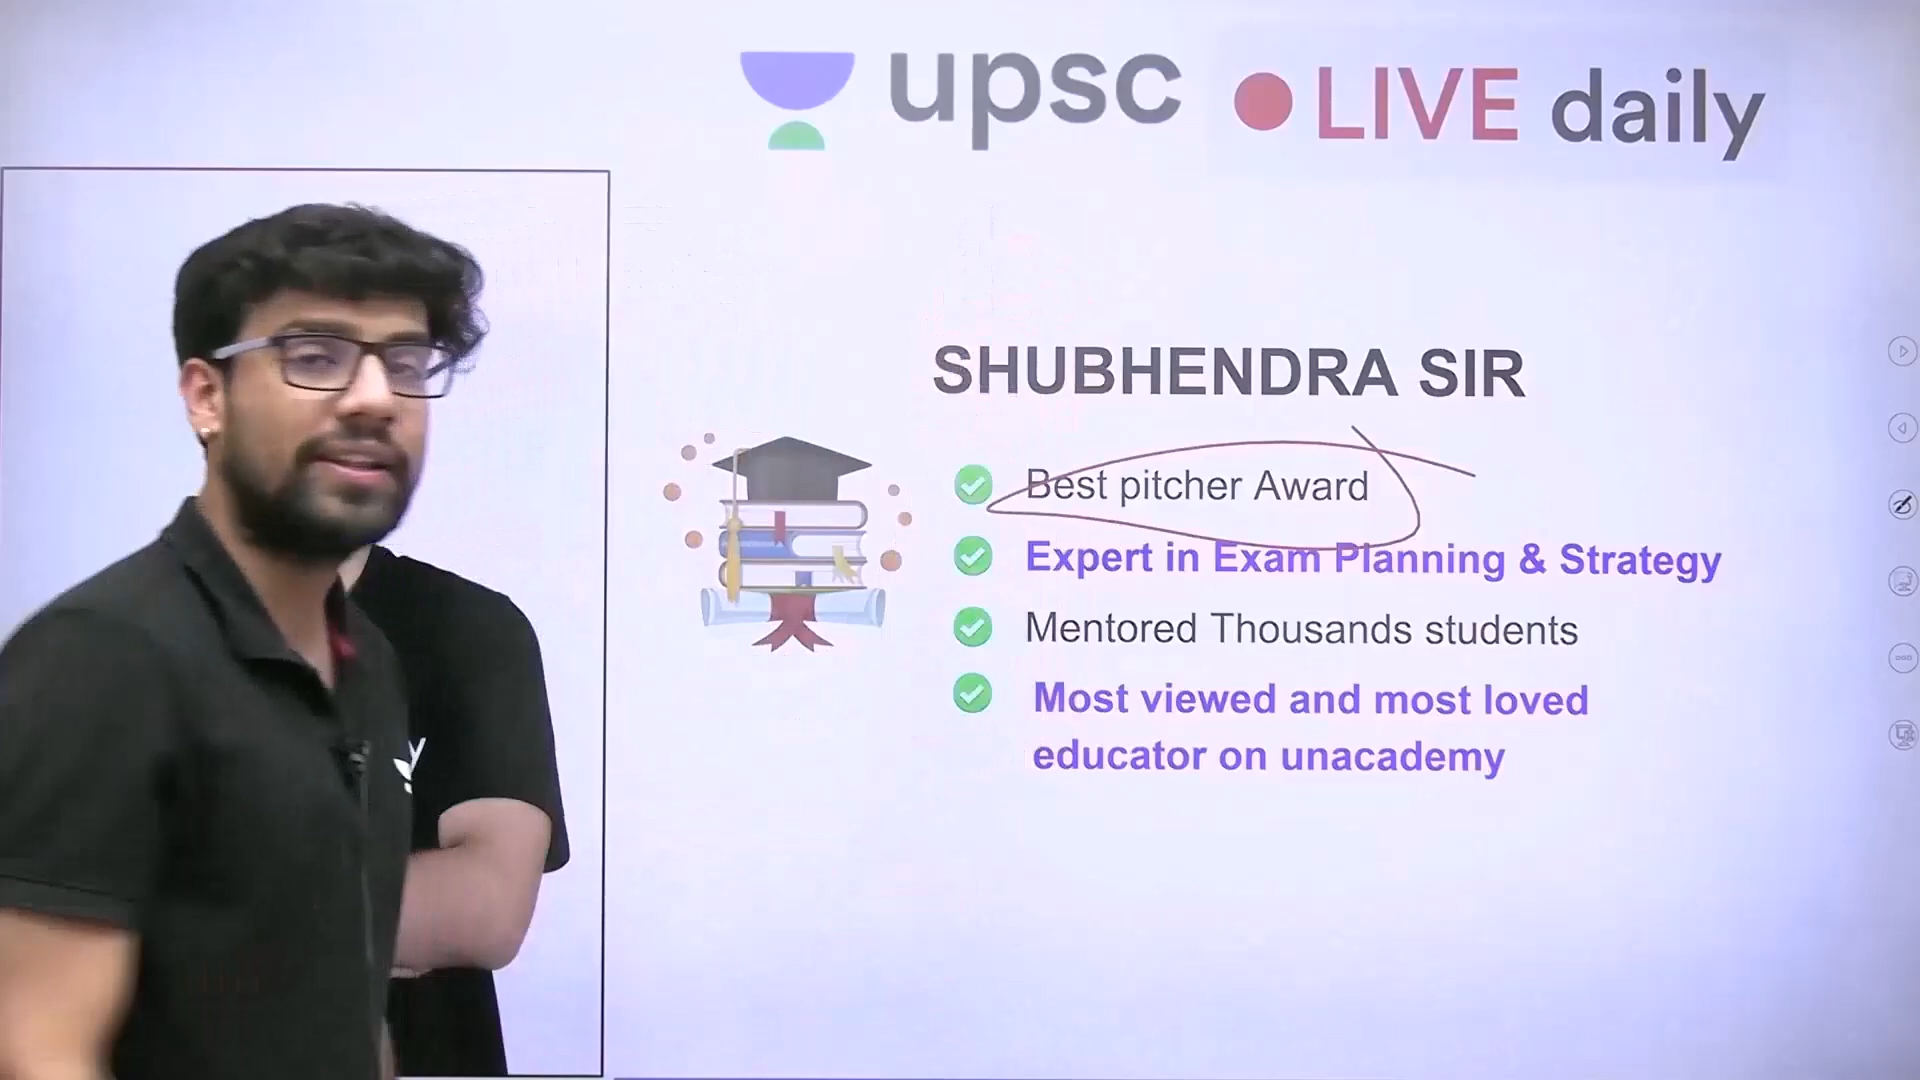 upsc LIVE daily
SHUBHENDRA SIR
Best pitcher Award
Expert in Exam Planning & Strategy
Mentored Thousands students
Most viewed and most loved
educator on unacademy